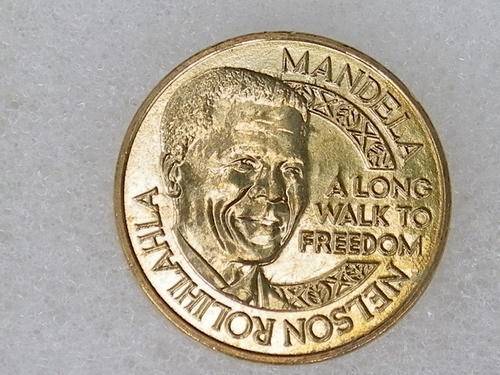 MANDELA
A LONG
WALK TO
FREEDOM
NELSON ROLIHLAHLA